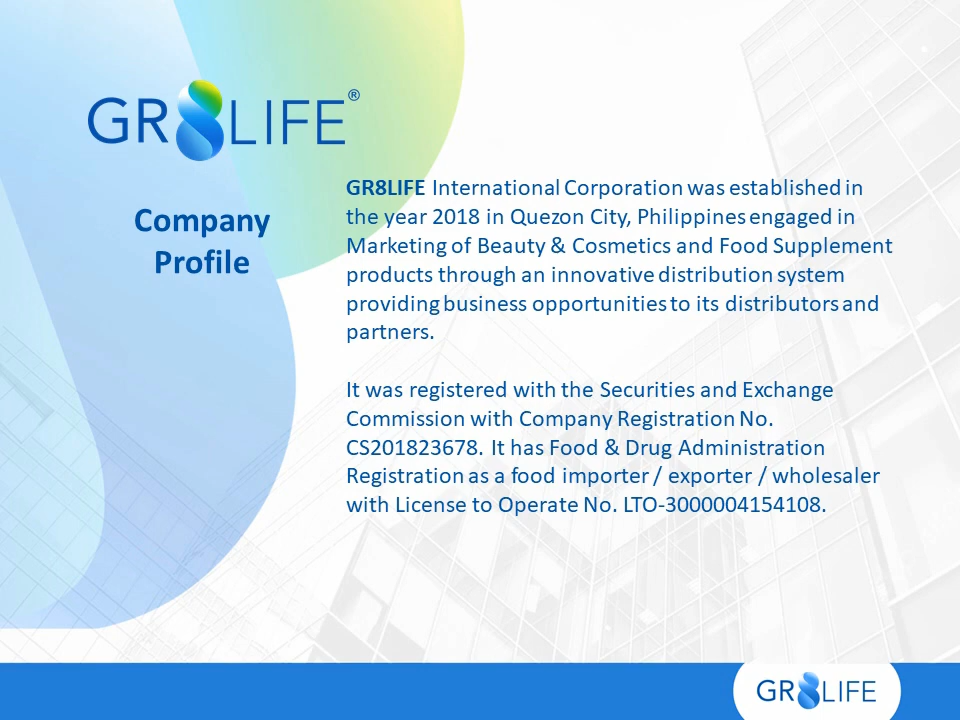 GR8LIFE®
Company
Profile
GR8LIFE International Corporation was established in
the year 2018 in Quezon City, Philippines engaged in
Marketing of Beauty & Cosmetics and Food Supplement
products through an innovative distribution system
providing business opportunities to its distributors and
partners.
It was registered with the Securities and Exchange
Commission with Company Registration No.
CS201823678. It has Food & Drug Administration
Registration as a food importer / exporter / wholesaler
with License to Operate No. LTO-3000004154108.
GR8LIFE